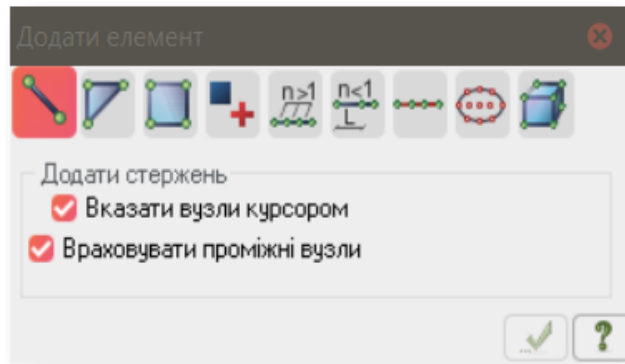 Додати елемент
n>1
n<1
L
Додати стержень
Вказати вузли курсором
Враховувати проміжні вузли
...
?